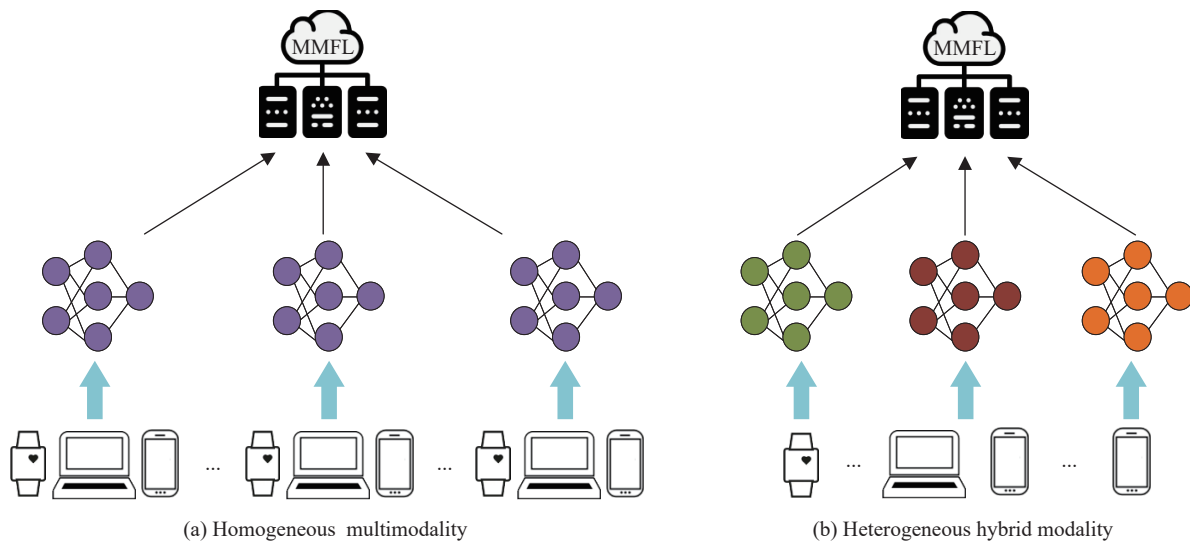 MMFL
MMFL
...
...
...
...
(a) Homogeneous multimodality
(b) Heterogeneous hybrid modality